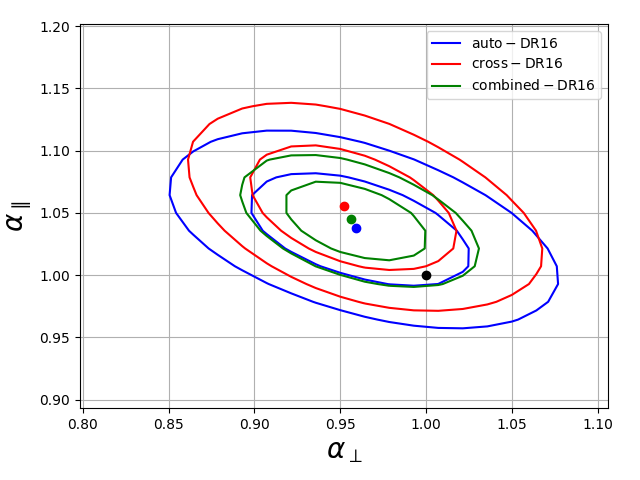 1.20
1.15
1.10
1.05
1.00
0.95
0.90
α∥
auto − DR16
cross − DR16
combined − DR16
0.80 0.85 0.90 0.95 1.00 1.05 1.10
α⊥